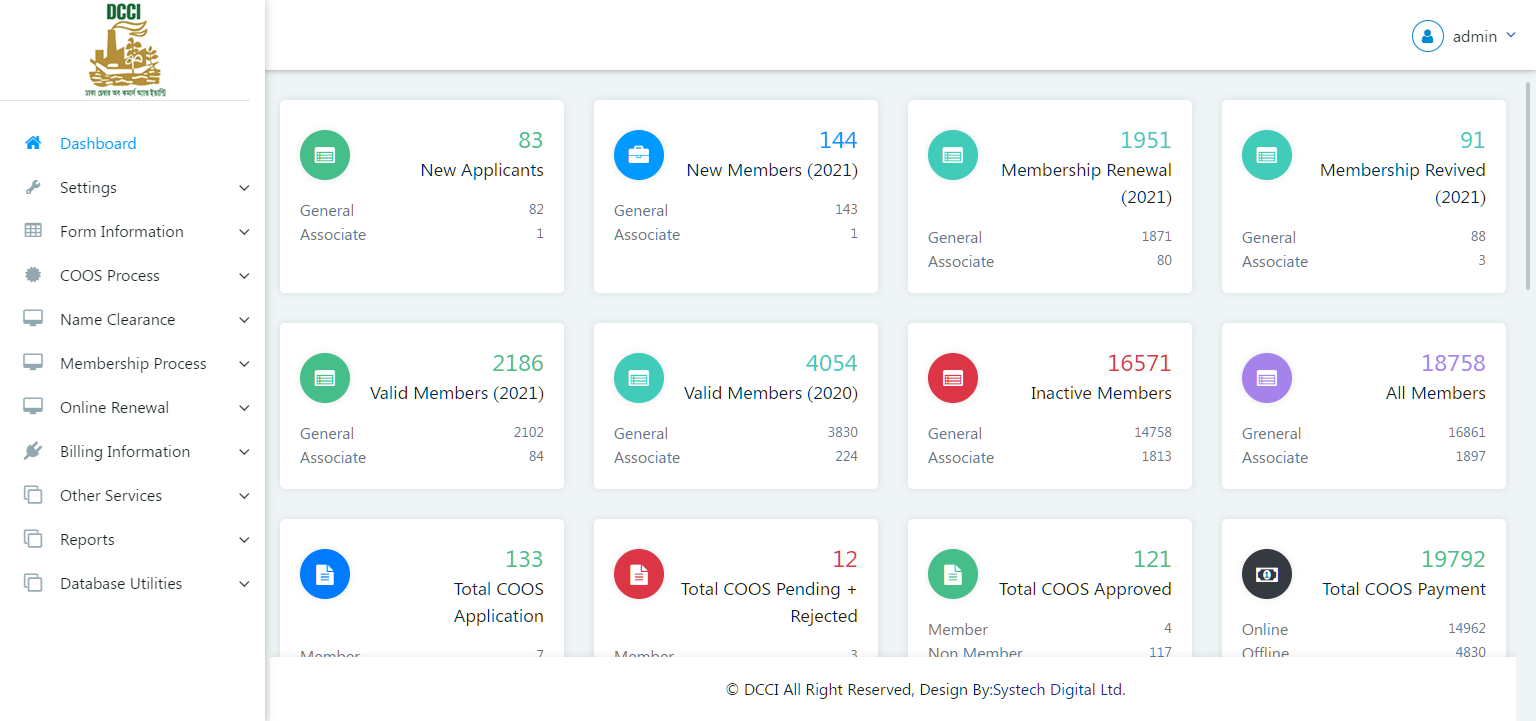 DCCI
ঢাকা চেম্বার অব কমার্স অ্যান্ড ইন্ডাস্ট্রি
admin
Dashboard
Settings
Form Information
COOS Process
Name Clearance
Membership Process
Online Renewal
Billing Information
Other Services
Reports
Database Utilities
83
New Applicants
General 82
Associate 1
144
New Members (2021)
General 143
Associate 1
1951
Membership Renewal
(2021)
General 1871
Associate 80
91
Membership Revived
(2021)
General 88
Associate 3
2186
Valid Members (2021)
General 2102
Associate 84
4054
Valid Members (2020)
General 3830
Associate 224
16571
Inactive Members
General 14758
Associate 1813
18758
All Members
Greneral 16861
Associate 1897
133
Total COOS
Application
Member 7
12
Total COOS Pending +
Rejected
Member 3
121
Total COOS Approved
Member 4
Non Member 117
19792
Total COOS Payment
Online 14962
Offline 4830
© DCCI All Right Reserved, Design By:Systech Digital Ltd.